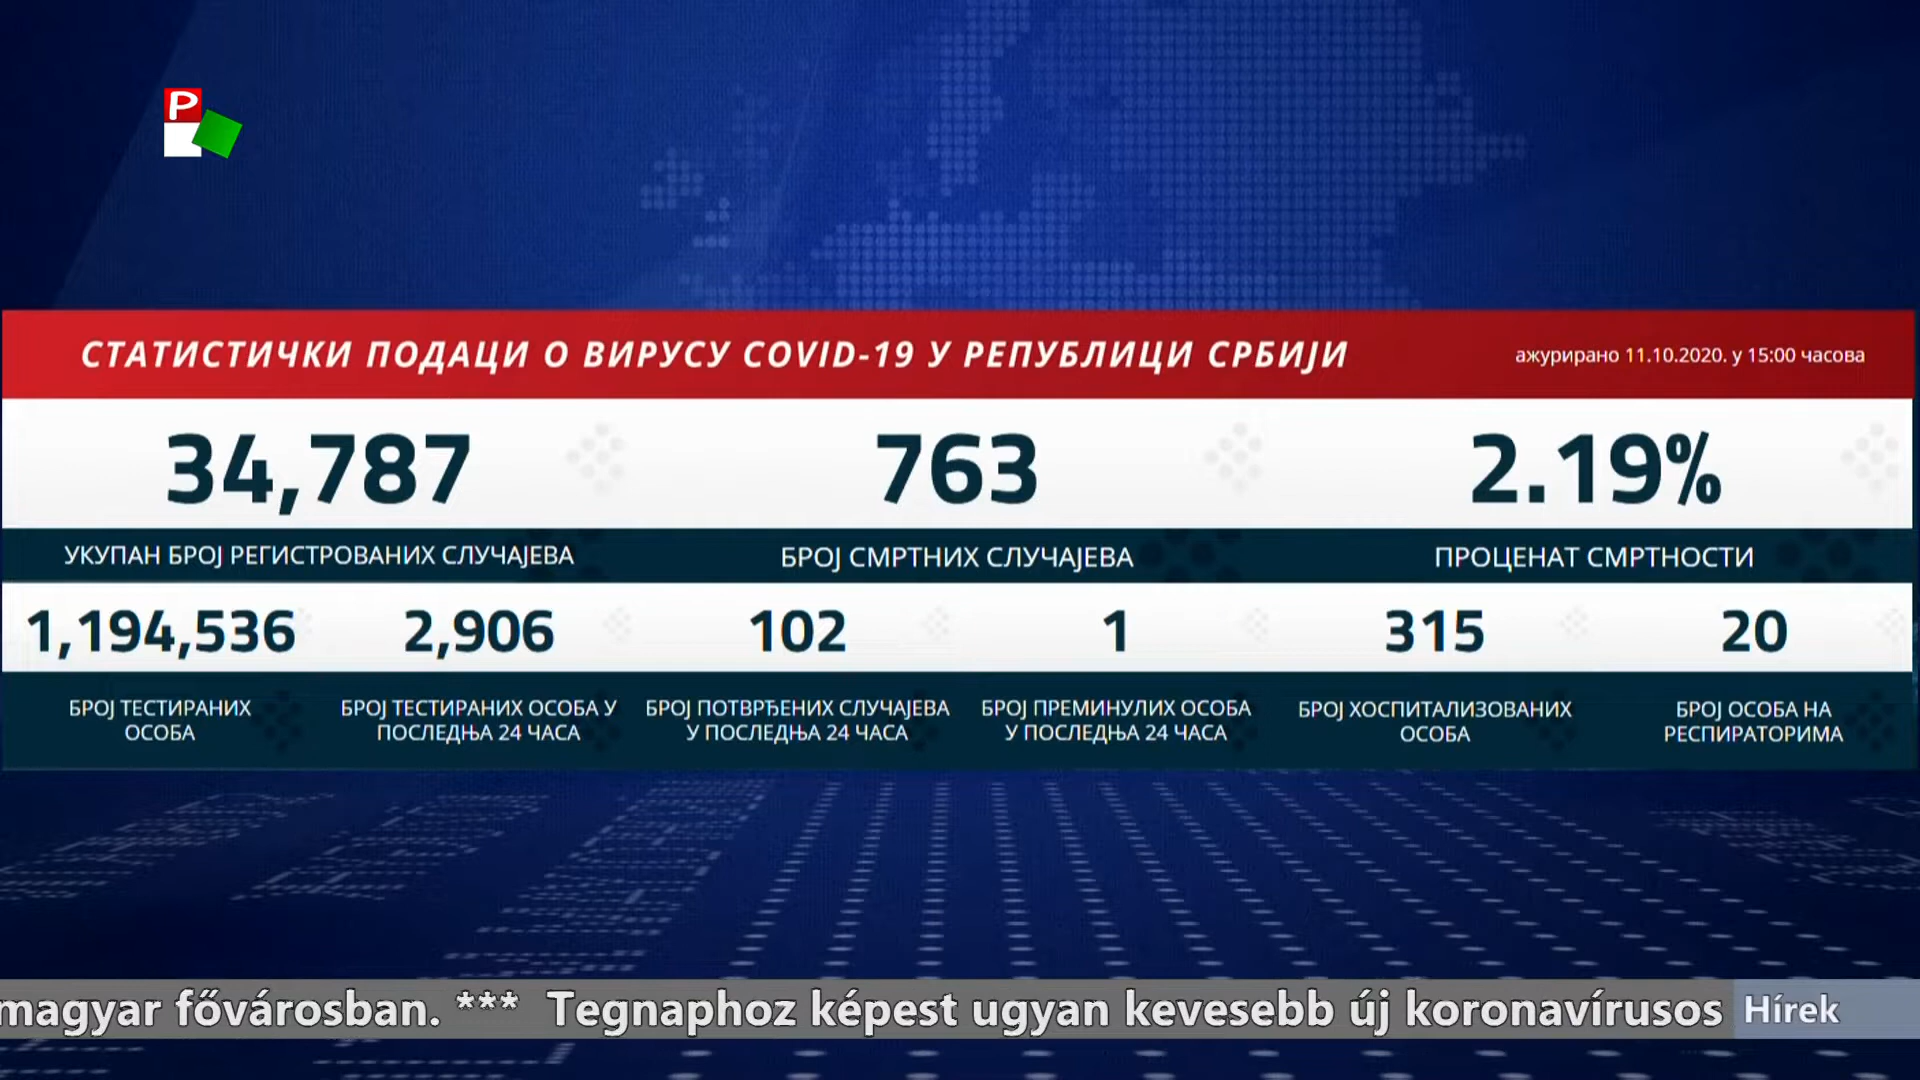 P
СТАТИСТИЧКИ ПОДАЦИ О ВИРУСУ COVID-19 У РЕПУБЛИЦИ СРБИЈИ
ажурирано 11.10.2020. у 15:00 часова
34,787
763
2.19%
УКУПАН БРОЈ РЕГИСТРОВАНИХ СЛУЧАЈЕВА
БРОЈ СМРТНИХ СЛУЧАЈЕВА
ПРОЦЕНАТ СМРТНОСТИ
1,194,536
2,906
102
1
315
20
БРОЈ ТЕСТИРАНИХ
ОСОБА
БРОЈ ТЕСТИРАНИХ ОСОБА У
ПОСЛЕДЊА 24 ЧАСА
БРОЈ ПОТВРЂЕНИХ СЛУЧАЈЕВА
У ПОСЛЕДЊА 24 ЧАСА
БРОЈ ПРЕМИНУЛИХ ОСОБА
У ПОСЛЕДЊА 24 ЧАСА
БРОЈ ХОСПИТАЛИЗОВАНИХ
ОСОБА
БРОЈ ОСОБА НА
РЕСПИРАТОРИМА
magyar fővárosban. *** Tegnaphoz képest ugyan kevesebb új koronavírusos
Hírek